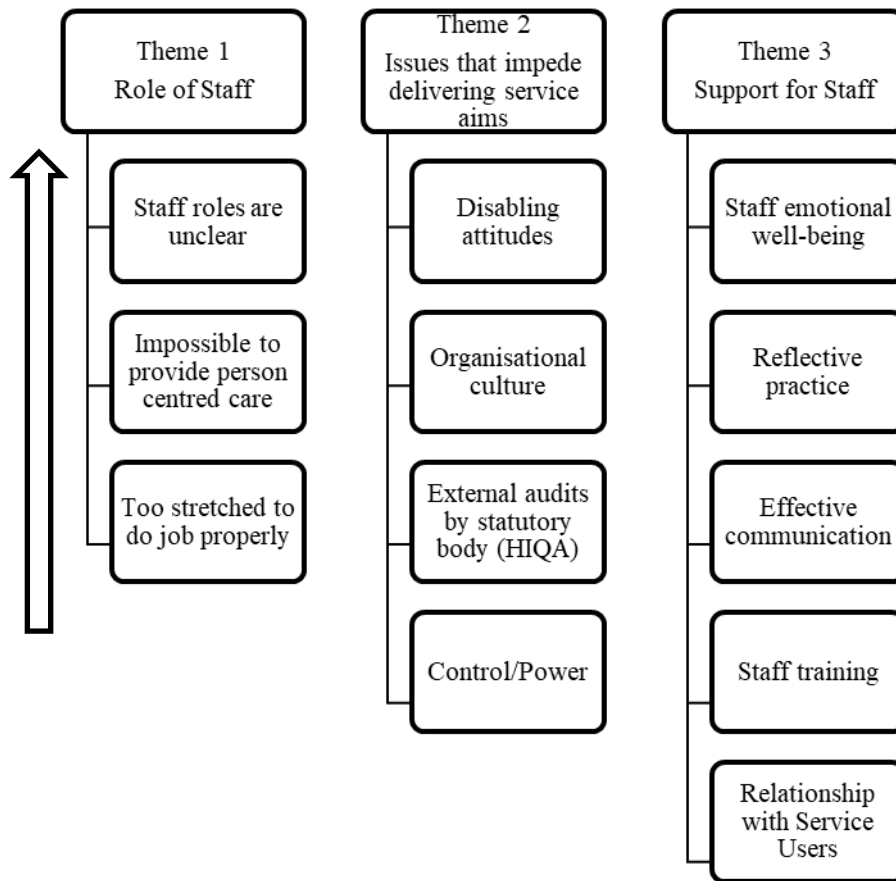 Theme 1
Role of Staff
Staff roles are
unclear
Impossible to
provide person
centred care
Too stretched to
do job properly
Theme 2
Issues that impede
delivering service
aims
Disabling
attitudes
Organisational
culture
External audits
by statutory
body (HIQA)
Control/Power
Theme 3
Support for Staff
Staff emotional
well-being
Reflective
practice
Effective
communication
Staff training
Relationship
with Service
Users